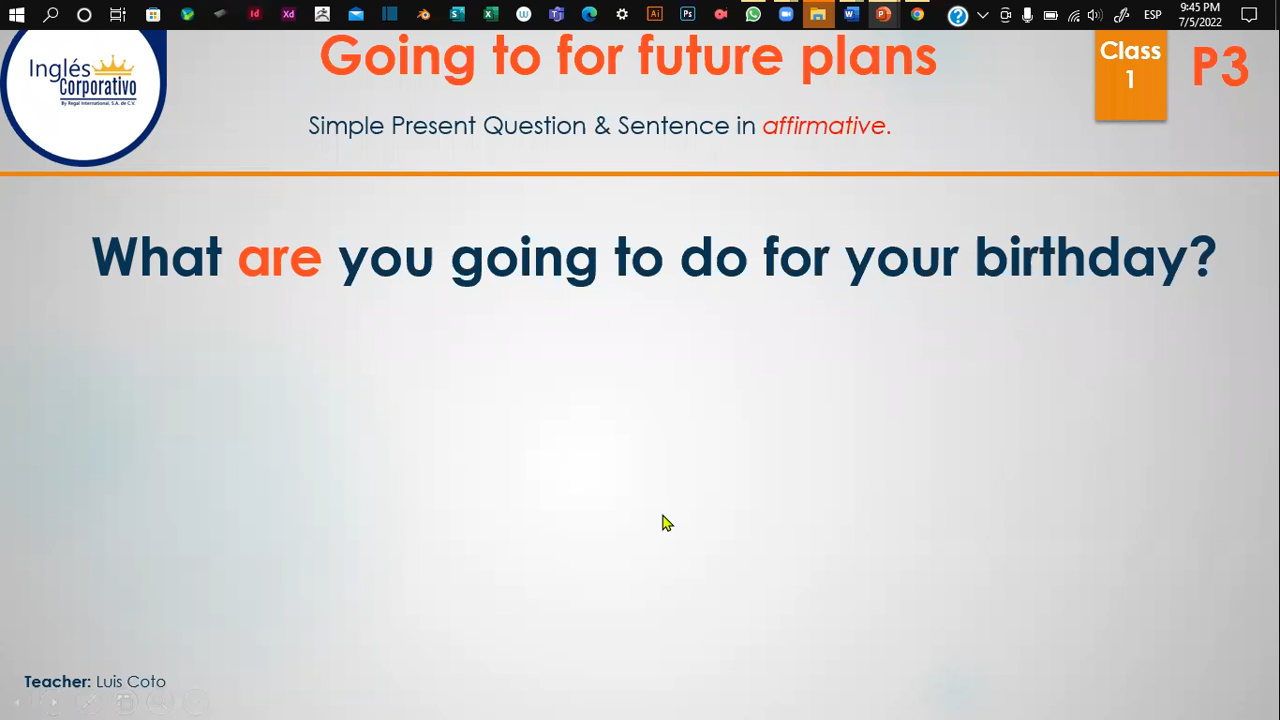 9:45 PM
ESP
7/5/2022
Going to for future plans
Class
1
P3
Inglés
Corporativo
By Regal International, S.A. de C.V.
Simple Present Question & Sentence in affirmative.
What are you going to do for your birthday?
Teacher: Luis Coto